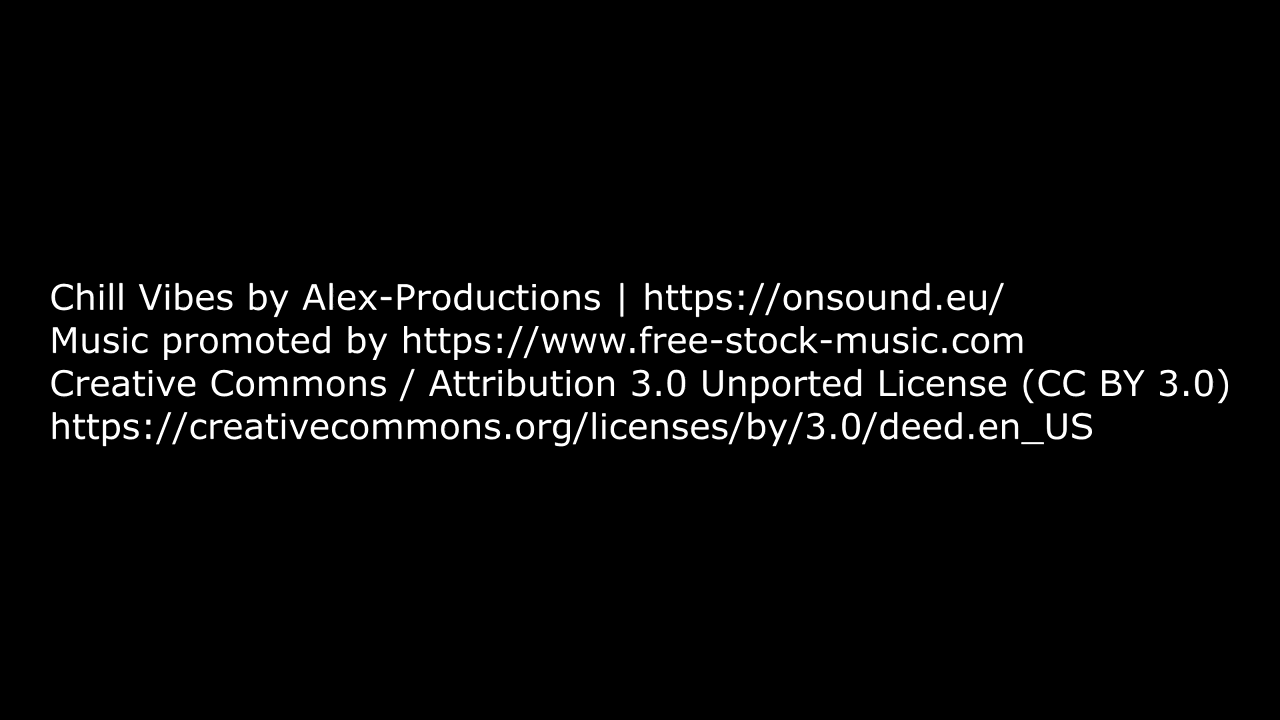 Chill Vibes by Alex-Productions | https://onsound.eu/
Music promoted by https://www.free-stock-music.com
Creative Commons / Attribution 3.0 Unported License (CC BY 3.0)
https://creativecommons.org/licenses/by/3.0/deed.en_US